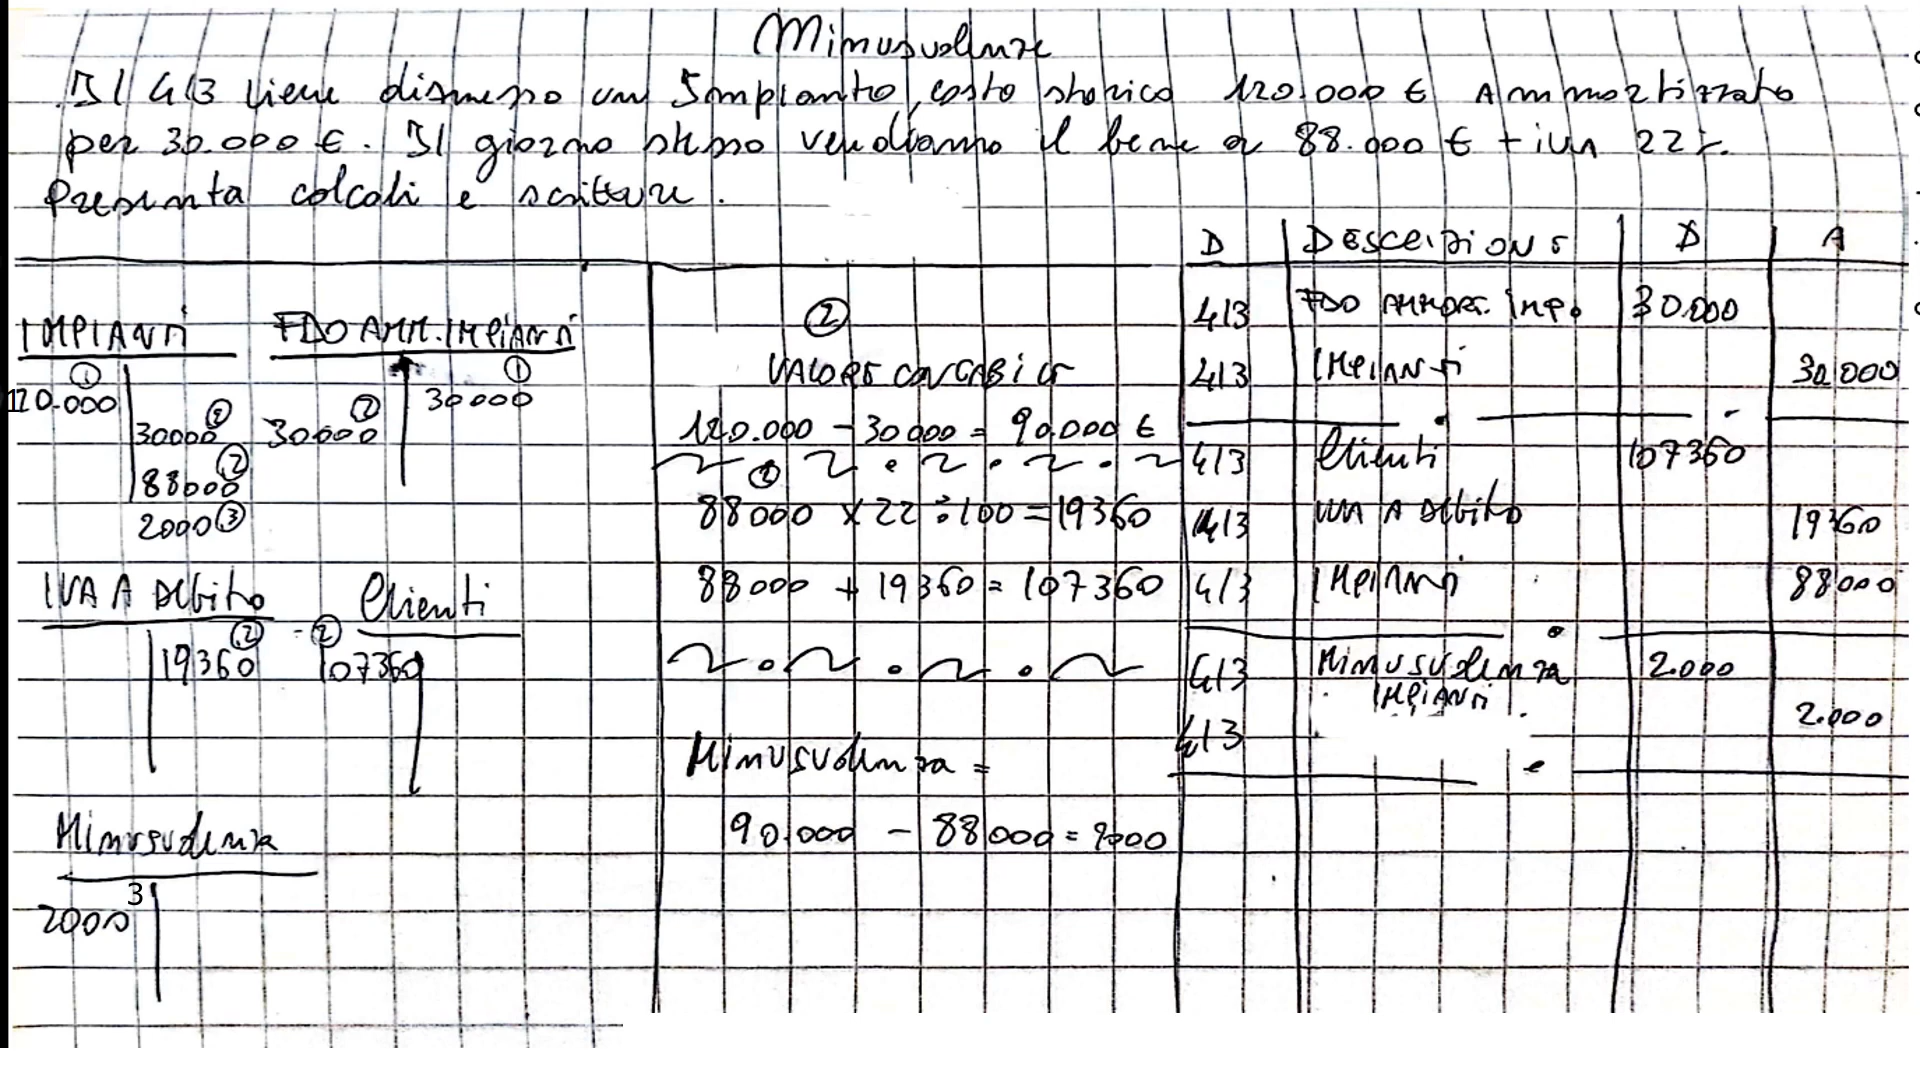 Minusvalenze
Il 4/3 viene dismesso un Impianto, costo storico 120.000 € Ammortizzato
per 30.000 €. Il giorno stesso vendiamo il bene a 88.000 € + iva 22%.
Presenta calcoli e scritture.
IMPIANTI
①
120.000
30000 ②
88000 ②
2000 ③
FDO AMM. IMPIANTI
①
30000
30000 ②
IVA A Debito
②
19360
Clienti
②
107360
Minusvalenza
3
2000
②
VALORE CONTABILE
120.000 - 30000 = 90.000 €
②
88000 x 22 : 100 = 19360
88000 + 19360 = 107360
Minusvalenza =
90.000 - 88000 = 2000
D DESCRIZIONE D A
4/3 FDO AMMORT. IMP. 30.000
4/3 IMPIANTI 30.000
4/3 Clienti 107360
4/3 IVA A Debito 19360
4/3 IMPIANTI 88000
4/3 Minusvalenza 2.000
IMPIANTI
4/3 2.000